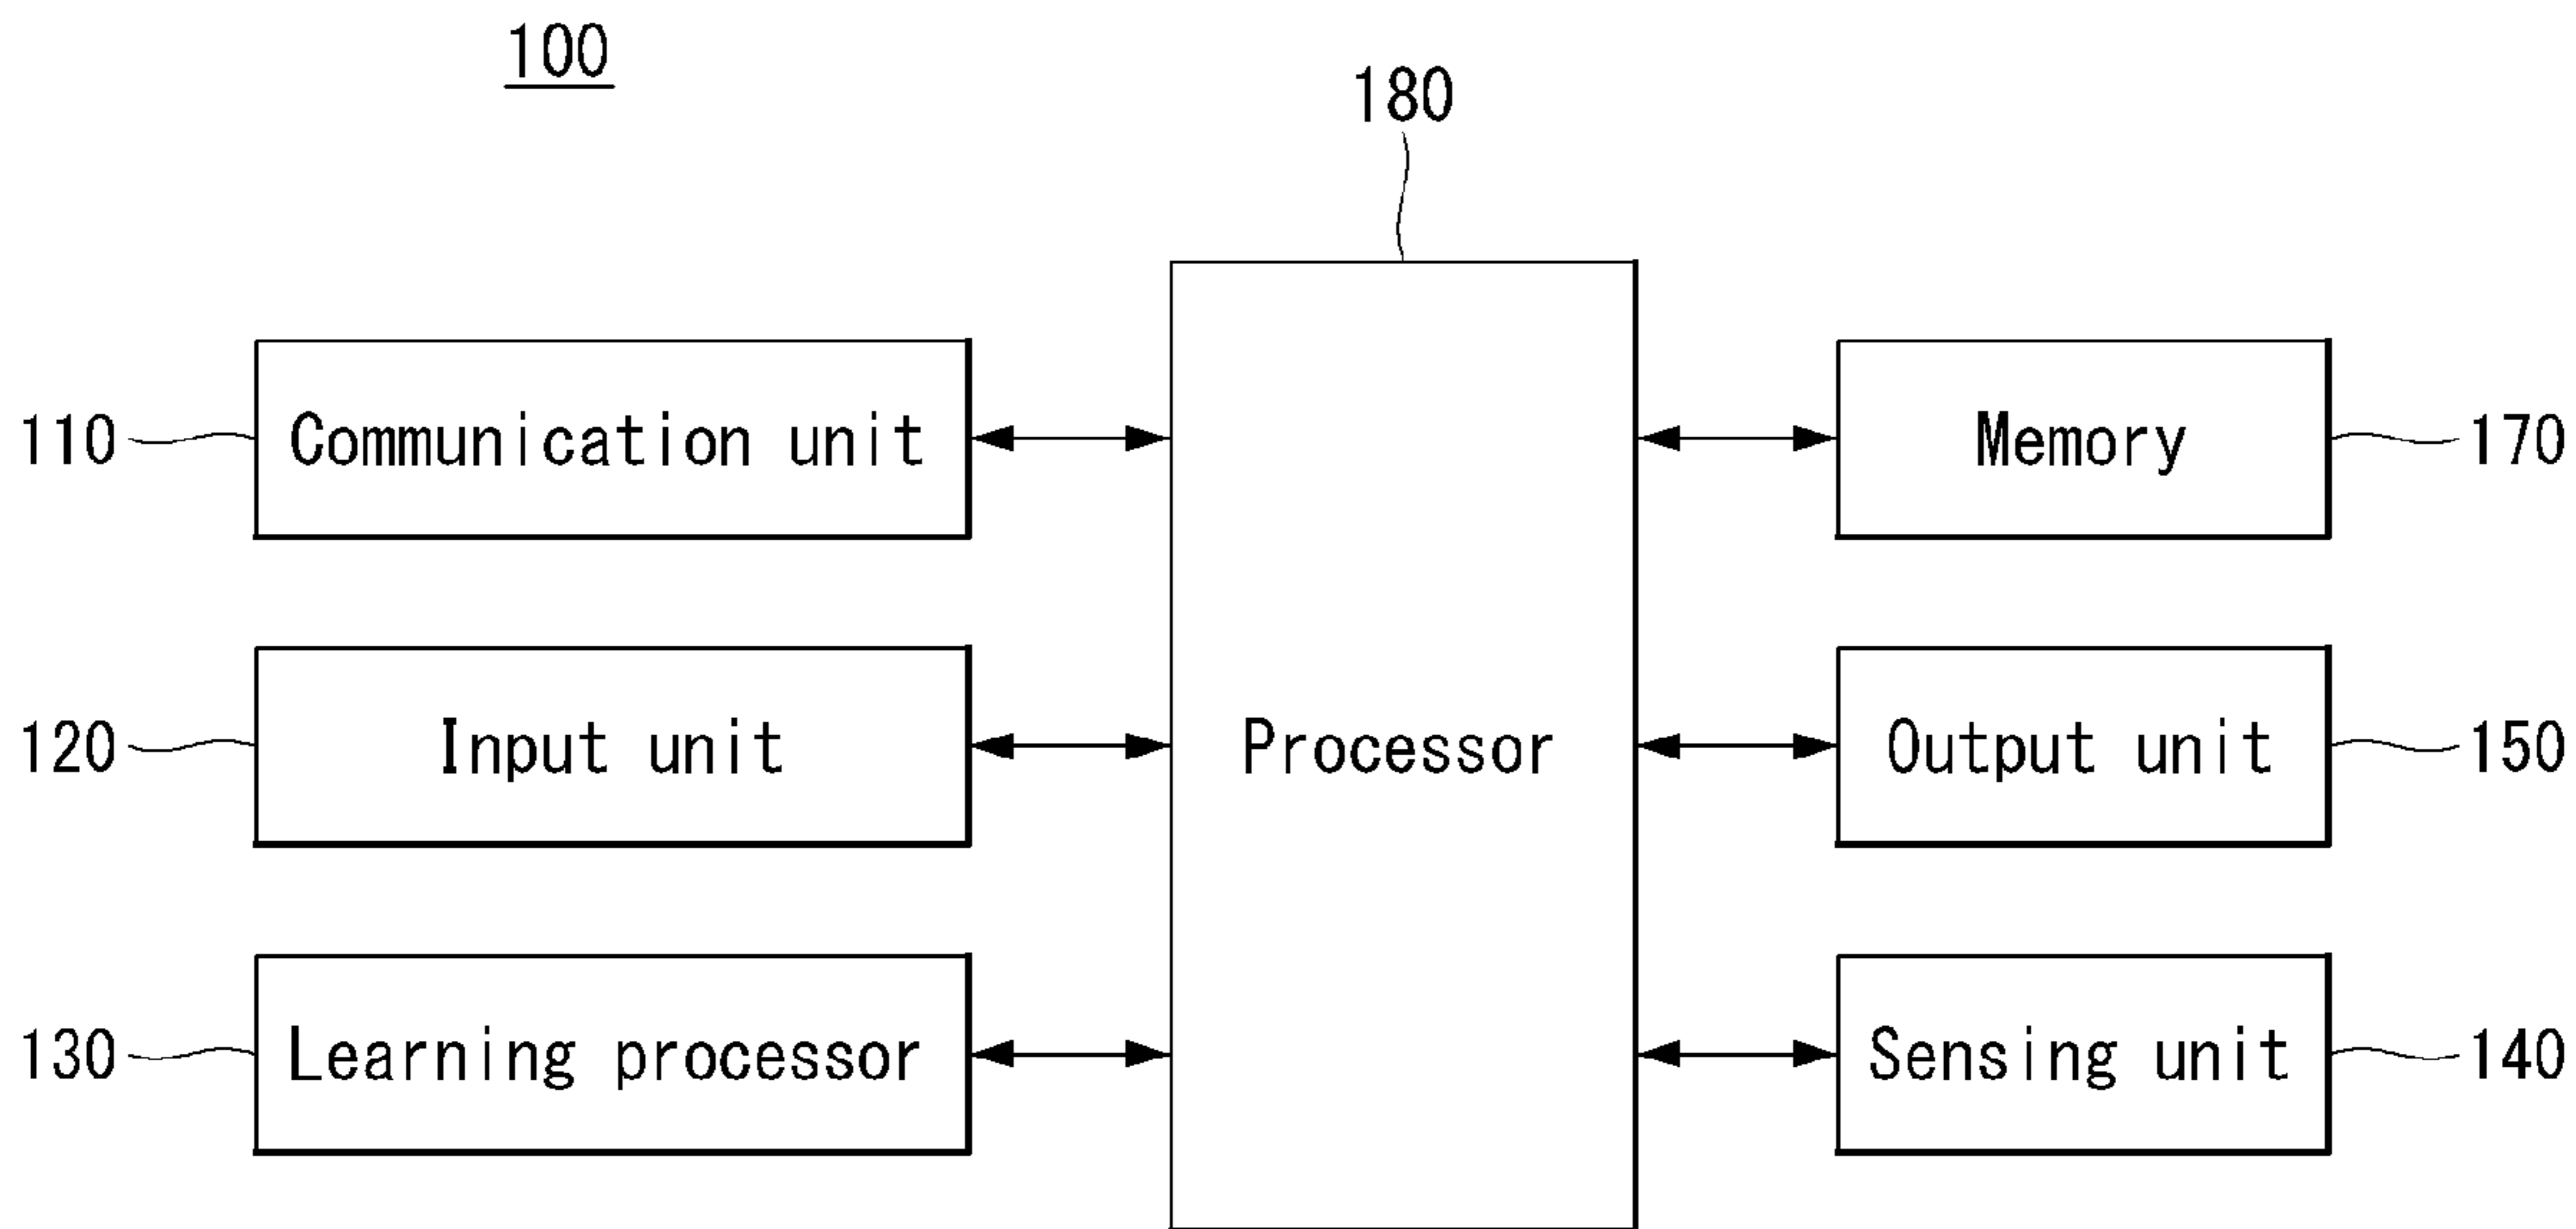 100
180
110 Communication unit Memory 170
120 Input unit Processor Output unit 150
130 Learning processor Sensing unit 140